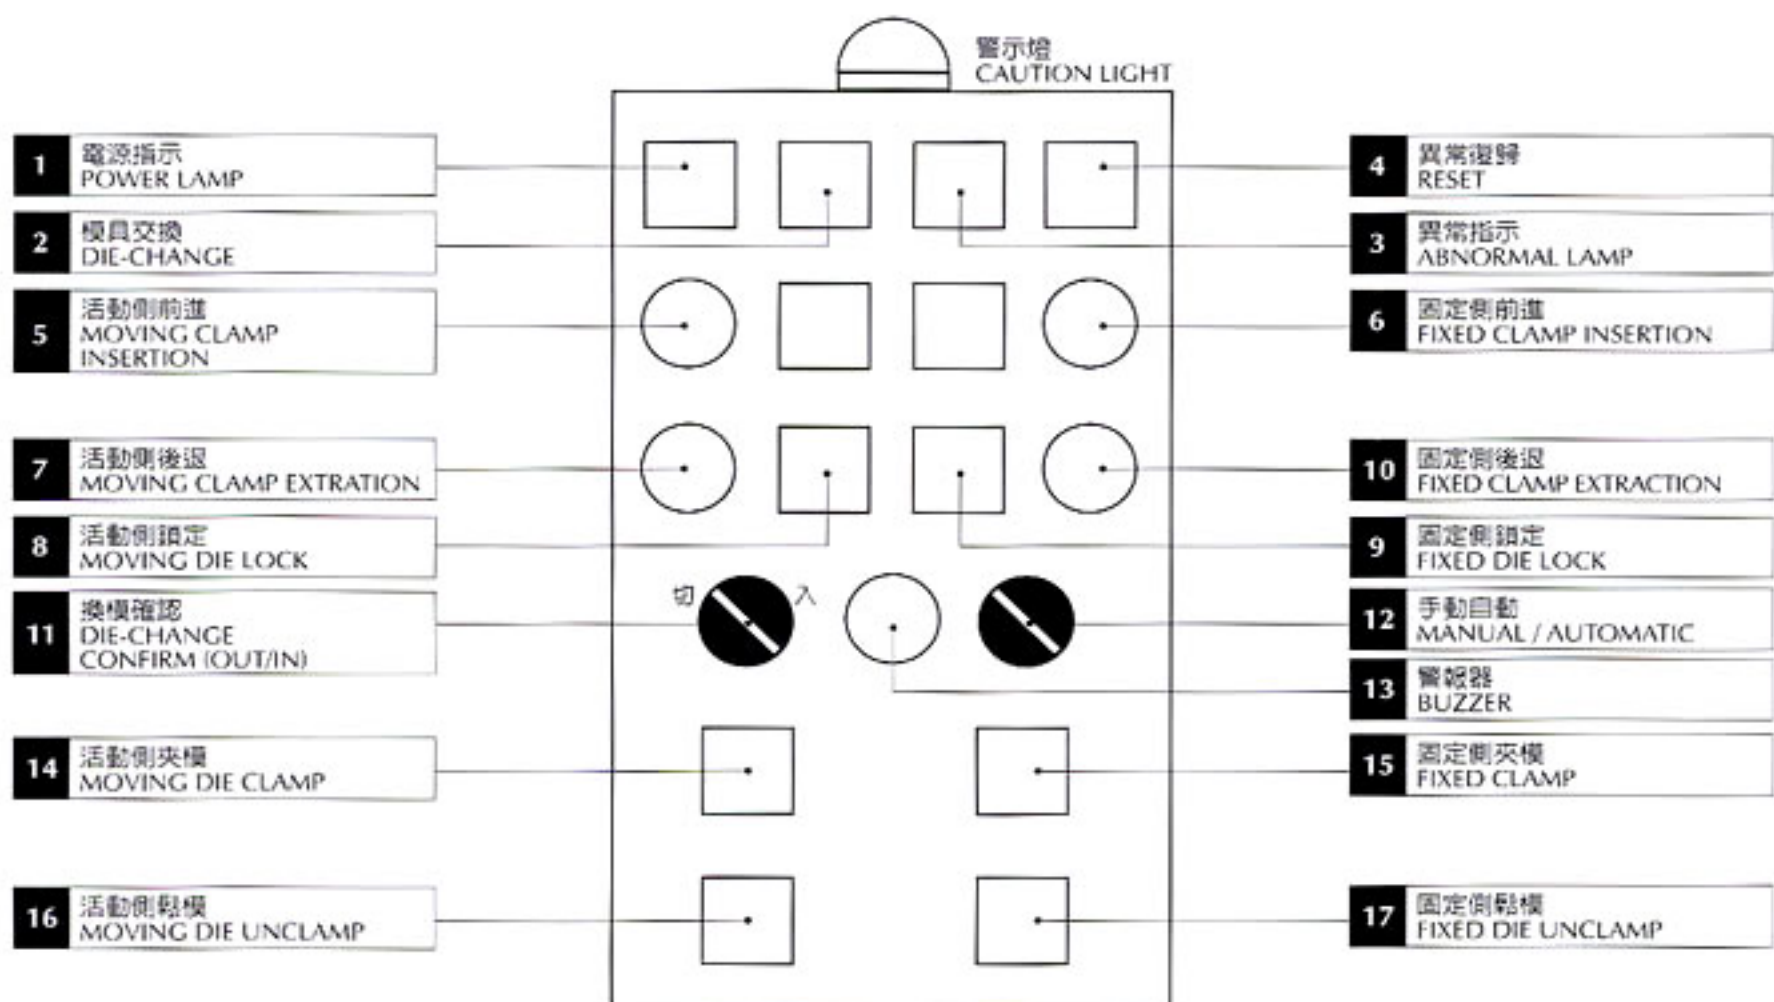 警示燈
CAUTION LIGHT
1
電源指示
POWER LAMP
2
模具交換
DIE-CHANGE
5
活動側前進
MOVING CLAMP
INSERTION
7
活動側後退
MOVING CLAMP EXTRATION
8
活動側鎖定
MOVING DIE LOCK
11
換模確認
DIE-CHANGE
CONFIRM (OUT/IN)
14
活動側夾模
MOVING DIE CLAMP
16
活動側鬆模
MOVING DIE UNCLAMP
切 入
4
異常復歸
RESET
3
異常指示
ABNORMAL LAMP
6
固定側前進
FIXED CLAMP INSERTION
10
固定側後退
FIXED CLAMP EXTRACTION
9
固定側鎖定
FIXED DIE LOCK
12
手動自動
MANUAL / AUTOMATIC
13
警報器
BUZZER
15
固定側夾模
FIXED CLAMP
17
固定側鬆模
FIXED DIE UNCLAMP